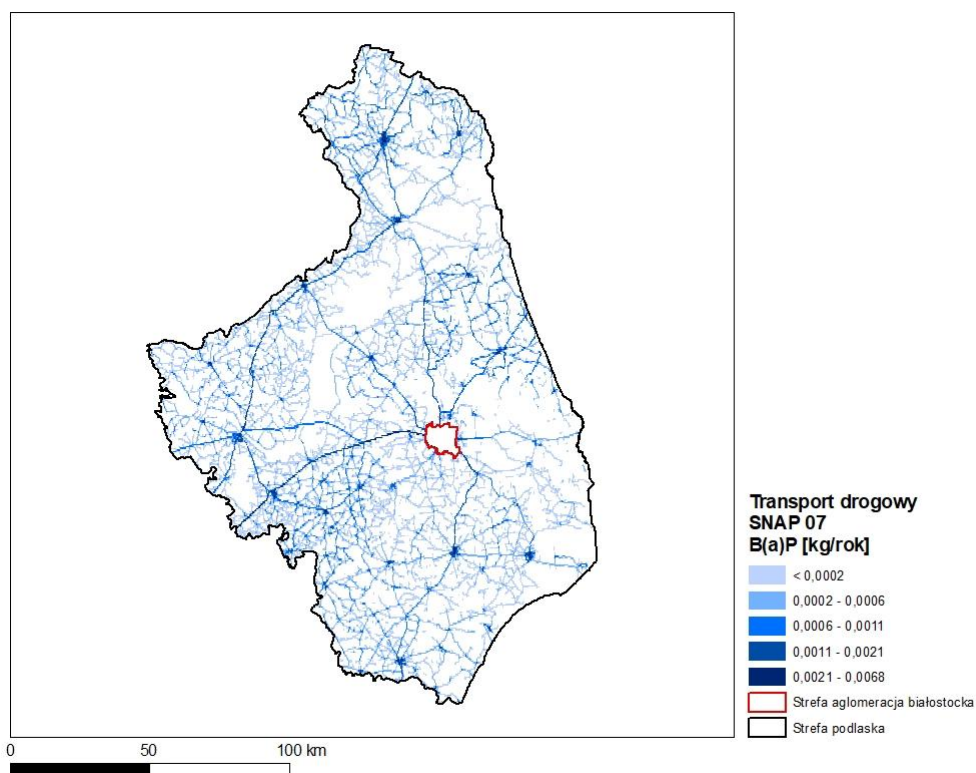 Transport drogowy
SNAP 07
B(a)P [kg/rok]
< 0,0002
0,0002 - 0,0006
0,0006 - 0,0011
0,0011 - 0,0021
0,0021 - 0,0068
Strefa aglomeracja białostocka
Strefa podlaska
0 50 100 km